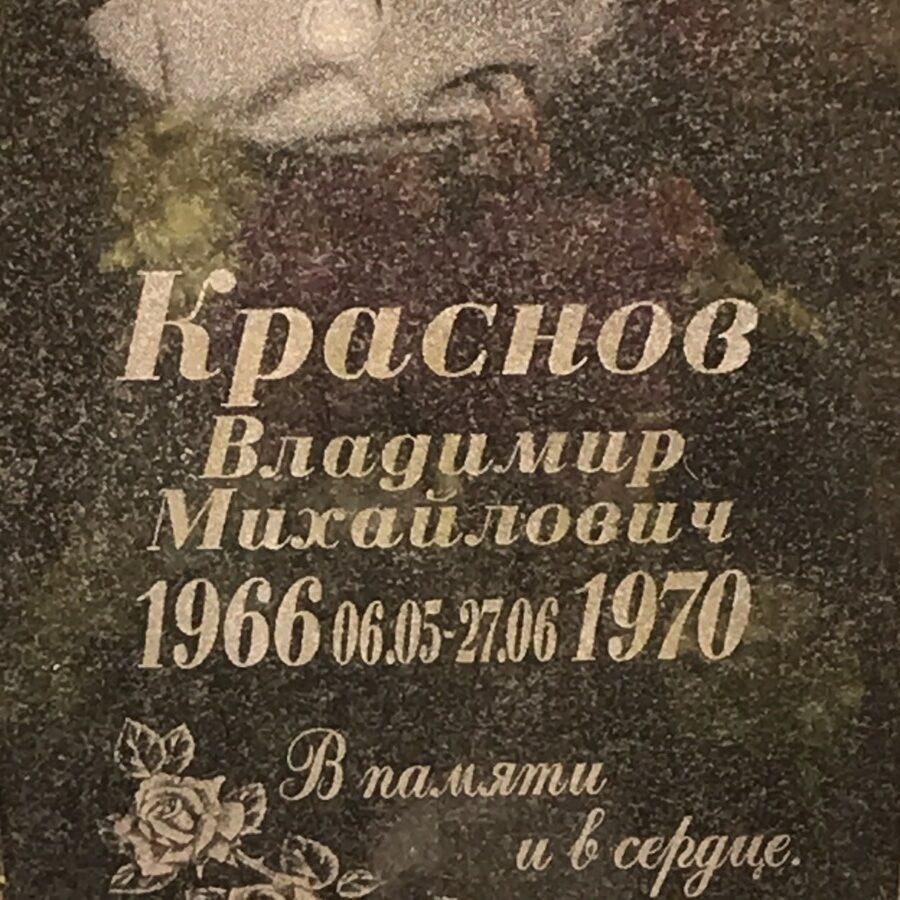 Краснов
Владимир
Михайлович
1966 06.05-27.06 1970
В памяти
и в сердце.